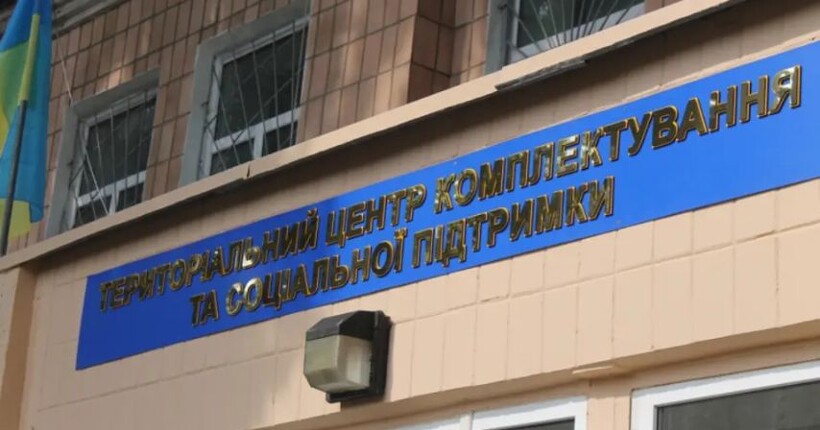 ТЕРИТОРІАЛЬНИЙ ЦЕНТР КОМПЛЕКТУВАННЯ
ТА СОЦІАЛЬНОЇ ПІДТРИМКИ